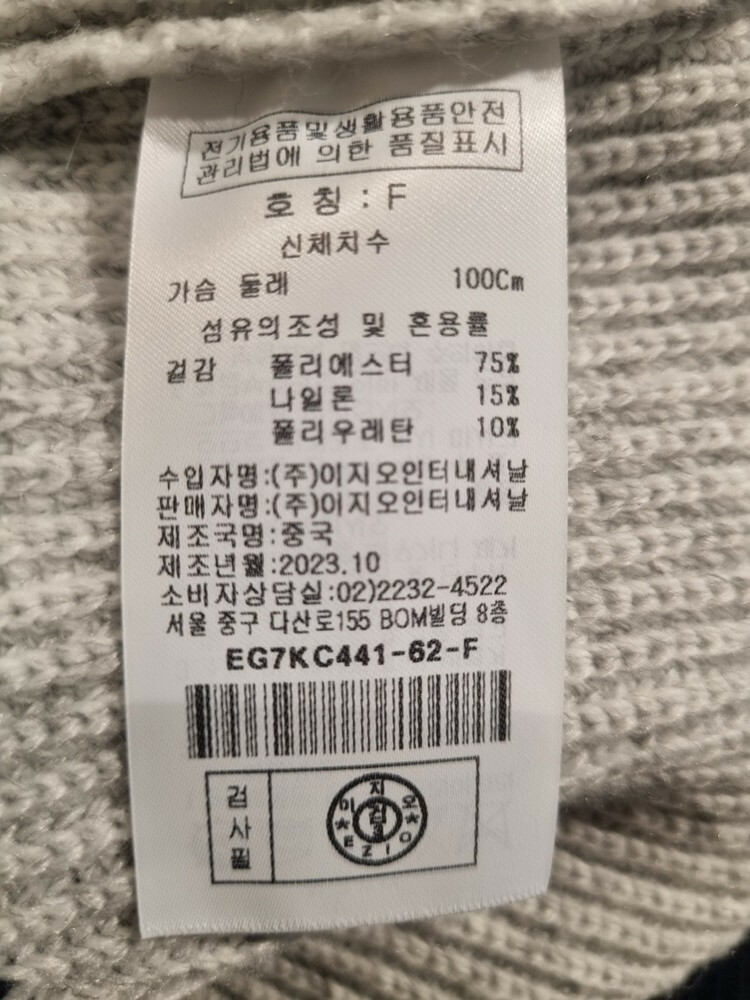 전기용품및생활용품안전
관리법에 의한 품질표시
호 칭 : F
신체치수
가슴 둘레 100Cm
섬유의조성 및 혼용률
겉감 폴리에스터 75%
나일론 15%
폴리우레탄 10%
수입자명:(주)이지오인터내셔날
판매자명:(주)이지오인터내셔날
제조국명:중국
제조년월:2023.10
소비자상담실:02)2232-4522
서울 중구 다산로155 BOM빌딩 8층
EG7KC441-62-F
검사필
이지오
EZIO